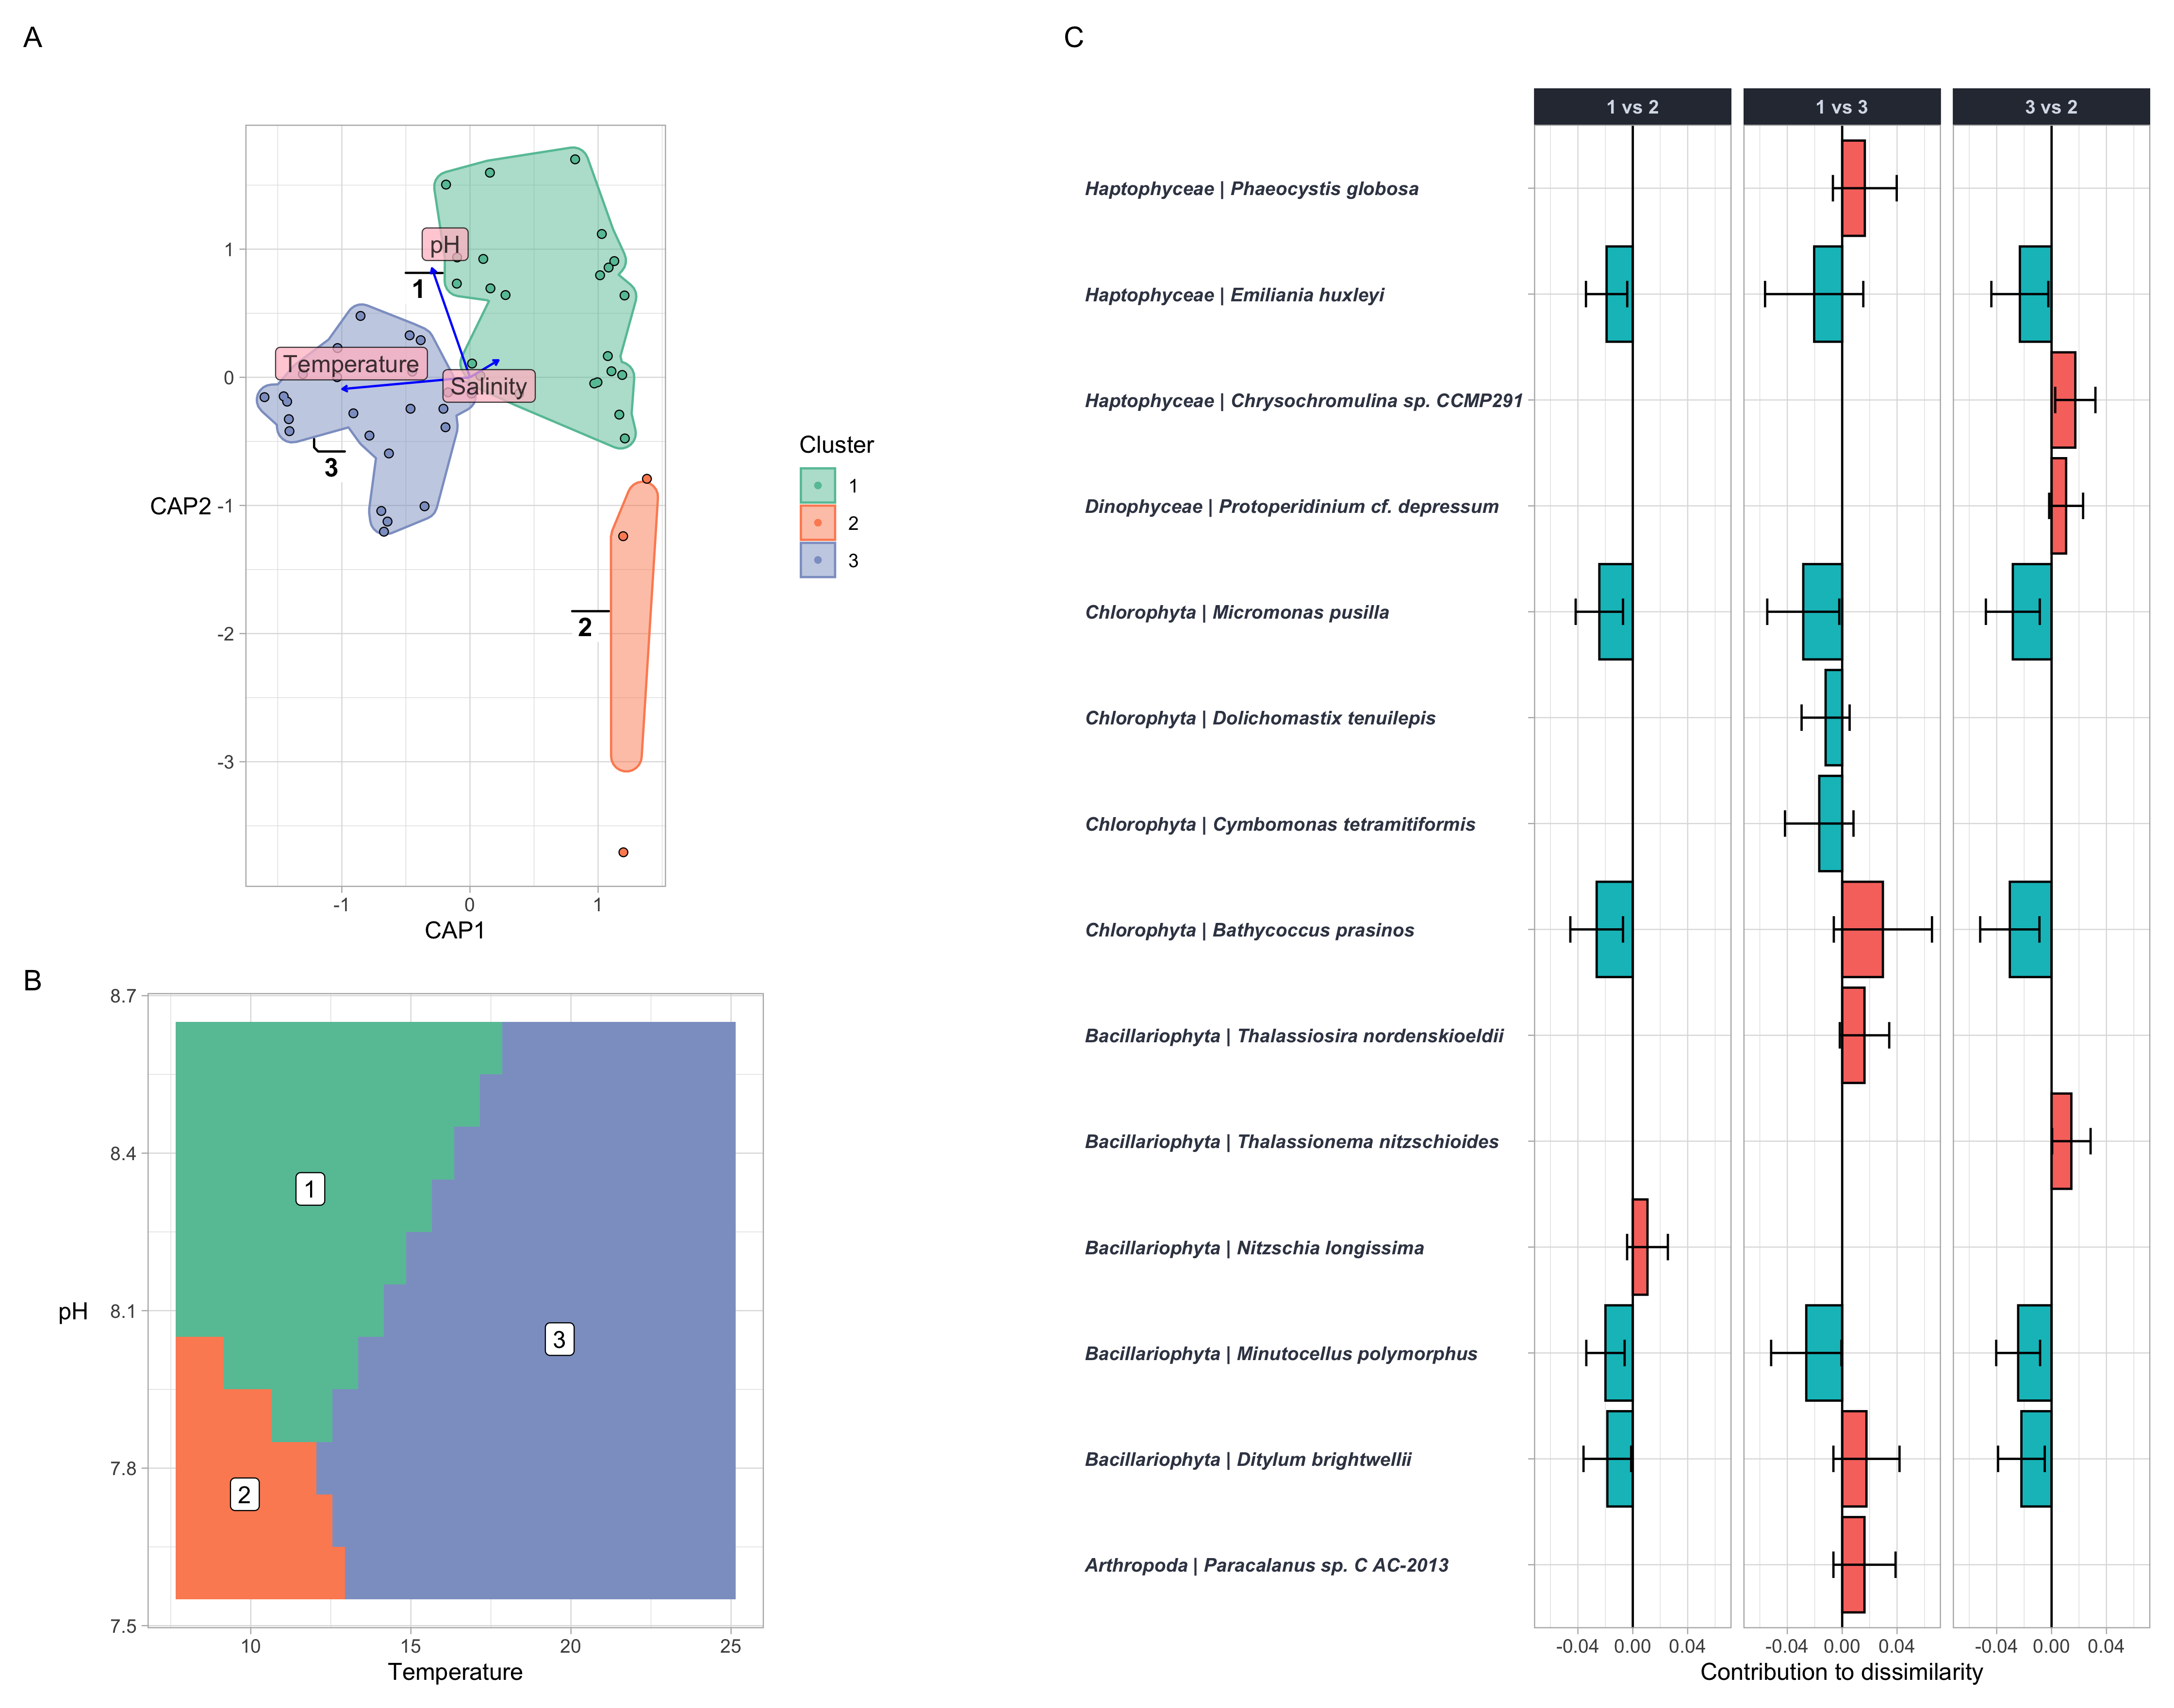 A
1
0
CAP2 -1
-2
-3
-1 0 1
CAP1
pH
1
Temperature
Salinity
3
2
Cluster
1
2
3
B
8.7
8.4
8.1
7.8
7.5
pH
1
3
2
10 15 20 25
Temperature
C
1 vs 2 1 vs 3 3 vs 2
Haptophyceae | Phaeocystis globosa
Haptophyceae | Emiliania huxleyi
Haptophyceae | Chrysochromulina sp. CCMP291
Dinophyceae | Protoperidinium cf. depressum
Chlorophyta | Micromonas pusilla
Chlorophyta | Dolichomastix tenuilepis
Chlorophyta | Cymbomonas tetramitiformis
Chlorophyta | Bathycoccus prasinos
Bacillariophyta | Thalassiosira nordenskioeldii
Bacillariophyta | Thalassionema nitzschioides
Bacillariophyta | Nitzschia longissima
Bacillariophyta | Minutocellus polymorphus
Bacillariophyta | Ditylum brightwellii
Arthropoda | Paracalanus sp. C AC-2013
-0.04 0.00 0.04 -0.04 0.00 0.04 -0.04 0.00 0.04
Contribution to dissimilarity